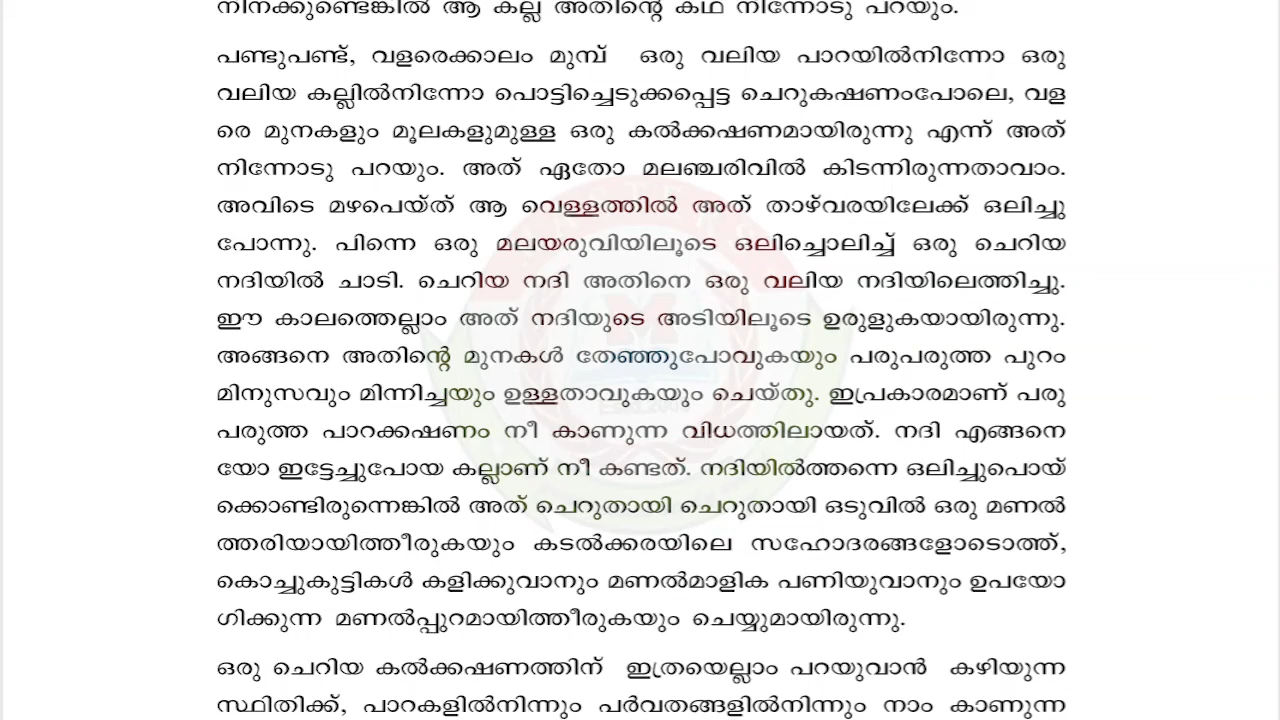 നിനക്കുണ്ടെങ്കിൽ ആ കല്ല് അതിന്റെ കഥ നിന്നോടു പറയും.
പണ്ടുപണ്ട്, വളരെക്കാലം മുമ്പ് ഒരു വലിയ പാറയിൽനിന്നോ ഒരു
വലിയ കല്ലിൽനിന്നോ പൊട്ടിച്ചെടുക്കപ്പെട്ട ചെറുകഷണംപോലെ, വള
രെ മുനകളും മൂലകളുമുള്ള ഒരു കൽക്കഷണമായിരുന്നു എന്ന് അത്
നിന്നോടു പറയും. അത് ഏതോ മലഞ്ചരിവിൽ കിടന്നിരുന്നതാവാം.
അവിടെ മഴപെയ്ത് ആ വെള്ളത്തിൽ അത് താഴ്‌വരയിലേക്ക് ഒലിച്ചു
പോന്നു. പിന്നെ ഒരു മലയരുവിയിലൂടെ ഒലിച്ചൊലിച്ച് ഒരു ചെറിയ
നദിയിൽ ചാടി. ചെറിയ നദി അതിനെ ഒരു വലിയ നദിയിലെത്തിച്ചു.
ഈ കാലത്തെല്ലാം അത് നദിയുടെ അടിയിലൂടെ ഉരുളുകയായിരുന്നു.
അങ്ങനെ അതിന്റെ മുനകൾ തേഞ്ഞുപോവുകയും പരുപരുത്ത പുറം
മിനുസവും മിന്നിച്ചയും ഉള്ളതാവുകയും ചെയ്തു. ഇപ്രകാരമാണ് പരു
പരുത്ത പാറക്കഷണം നീ കാണുന്ന വിധത്തിലായത്. നദി എങ്ങനെ
യോ ഇട്ടേച്ചുപോയ കല്ലാണ് നീ കണ്ടത്. നദിയിൽത്തന്നെ ഒലിച്ചുപൊയ്
ക്കൊണ്ടിരുന്നെങ്കിൽ അത് ചെറുതായി ചെറുതായി ഒടുവിൽ ഒരു മണൽ
ത്തരിയായിത്തീരുകയും കടൽക്കരയിലെ സഹോദരങ്ങളോടൊത്ത്,
കൊച്ചുകുട്ടികൾ കളിക്കുവാനും മണൽമാളിക പണിയുവാനും ഉപയോ
ഗിക്കുന്ന മണൽപ്പുറമായിത്തീരുകയും ചെയ്യുമായിരുന്നു.
ഒരു ചെറിയ കൽക്കഷണത്തിന് ഇത്രയെല്ലാം പറയുവാൻ കഴിയുന്ന
സ്ഥിതിക്ക്, പാറകളിൽനിന്നും പർവതങ്ങളിൽനിന്നും നാം കാണുന്ന